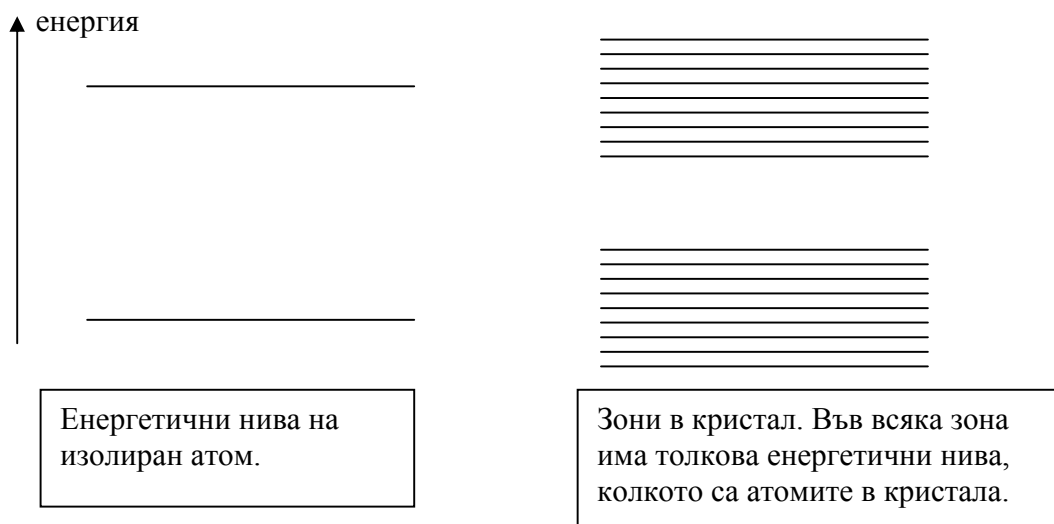 енергия
Енергетични нива на
изолиран атом.
Зони в кристал. Във всяка зона
има толкова енергетични нива,
колкото са атомите в кристала.